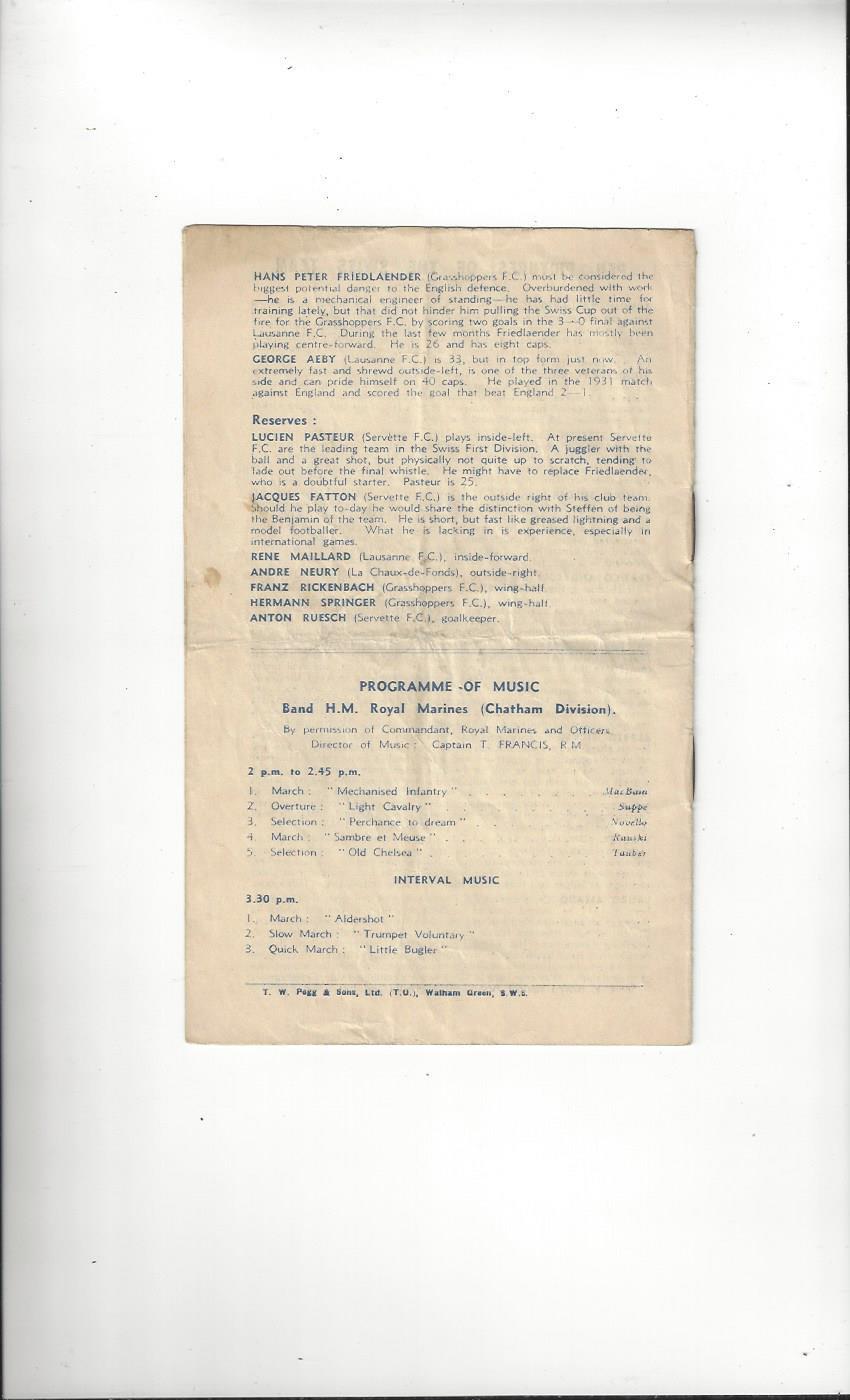 HANS PETER FRIEDLAENDER (Grasshoppers F.C.) must be considered the
biggest potential danger to the English defence. Overburdened with work
—he is a mechanical engineer of standing—he has had little time for
training lately, but that did not hinder him pulling the Swiss Cup out of the
fire for the Grasshoppers F.C. by scoring two goals in the 3—0 final against
Lausanne F.C. During the last few months Friedlaender has mostly been
playing centre-forward. He is 26 and has eight caps.
GEORGE AEBY (Lausanne F.C.) is 33, but in top form just now. An
extremely fast and shrewd outside-left, is one of the three veterans of his
side and can pride himself on 40 caps. He played in the 1931 match
against England and scored the goal that beat England 2—1.
Reserves :
LUCIEN PASTEUR (Servette F.C.) plays inside-left. At present Servette
F.C. are the leading team in the Swiss First Division. A juggler with the
ball and a great shot, but physically not quite up to scratch, tending to
fade out before the final whistle. He might have to replace Friedlaender,
who is a doubtful starter. Pasteur is 25.
JACQUES FATTON (Servette F.C.) is the outside right of his club team.
Should he play to-day he would share the distinction with Steffen of being
the Benjamin of the team. He is short, but fast like greased lightning and a
model footballer. What he is lacking in is experience, especially in
international games.
RENE MAILLARD (Lausanne F.C.), inside-forward.
ANDRE NEURY (La Chaux-de-Fonds), outside-right.
FRANZ RICKENBACH (Grasshoppers F.C.), wing-half.
HERMANN SPRINGER (Grasshoppers F.C.), wing-half.
ANTON RUESCH (Servette F.C.), goalkeeper.
PROGRAMME OF MUSIC
Band H.M. Royal Marines (Chatham Division).
By permission of Commandant, Royal Marines and Officers.
Director of Music : Captain T. FRANCIS, R.M.
2 p.m. to 2.45 p.m.
1. March : " Mechanised Infantry " . . . . . . . MacBain
2. Overture : " Light Cavalry " . . . . . . . Suppe
3. Selection : " Perchance to dream " . . . . . Novello
4. March : " Sambre et Meuse " . . . . . . Rauski
5. Selection : " Old Chelsea " . . . . . . . Tauber
INTERVAL MUSIC
3.30 p.m.
1. March : " Aldershot "
2. Slow March : " Trumpet Voluntary "
3. Quick March : " Little Bugler "
T. W. Pegg & Sons, Ltd. (T.U.), Walham Green, S.W.6.